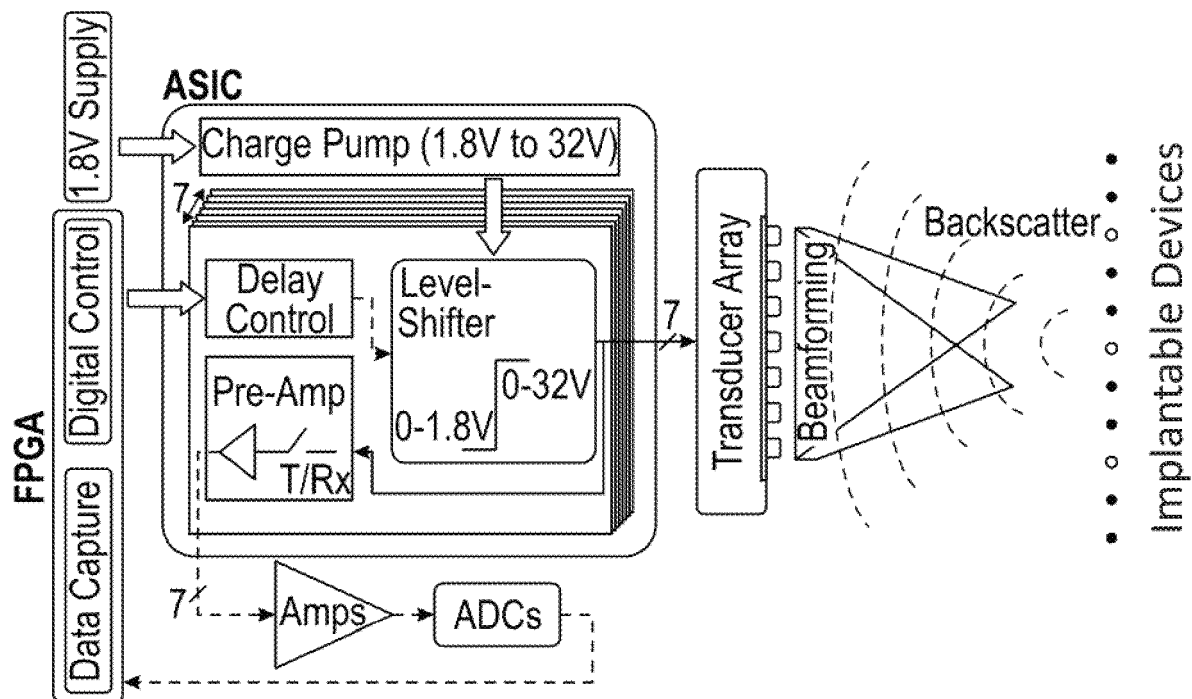 1.8V Supply
FPGA
Digital Control
Data Capture
ASIC
Charge Pump (1.8V to 32V)
7
Delay
Control
Level-
Shifter
0-32V
0-1.8V
Pre-Amp
T/Rx
7
Amps
ADCs
7
Transducer Array
Beamforming
Backscatter
Implantable Devices